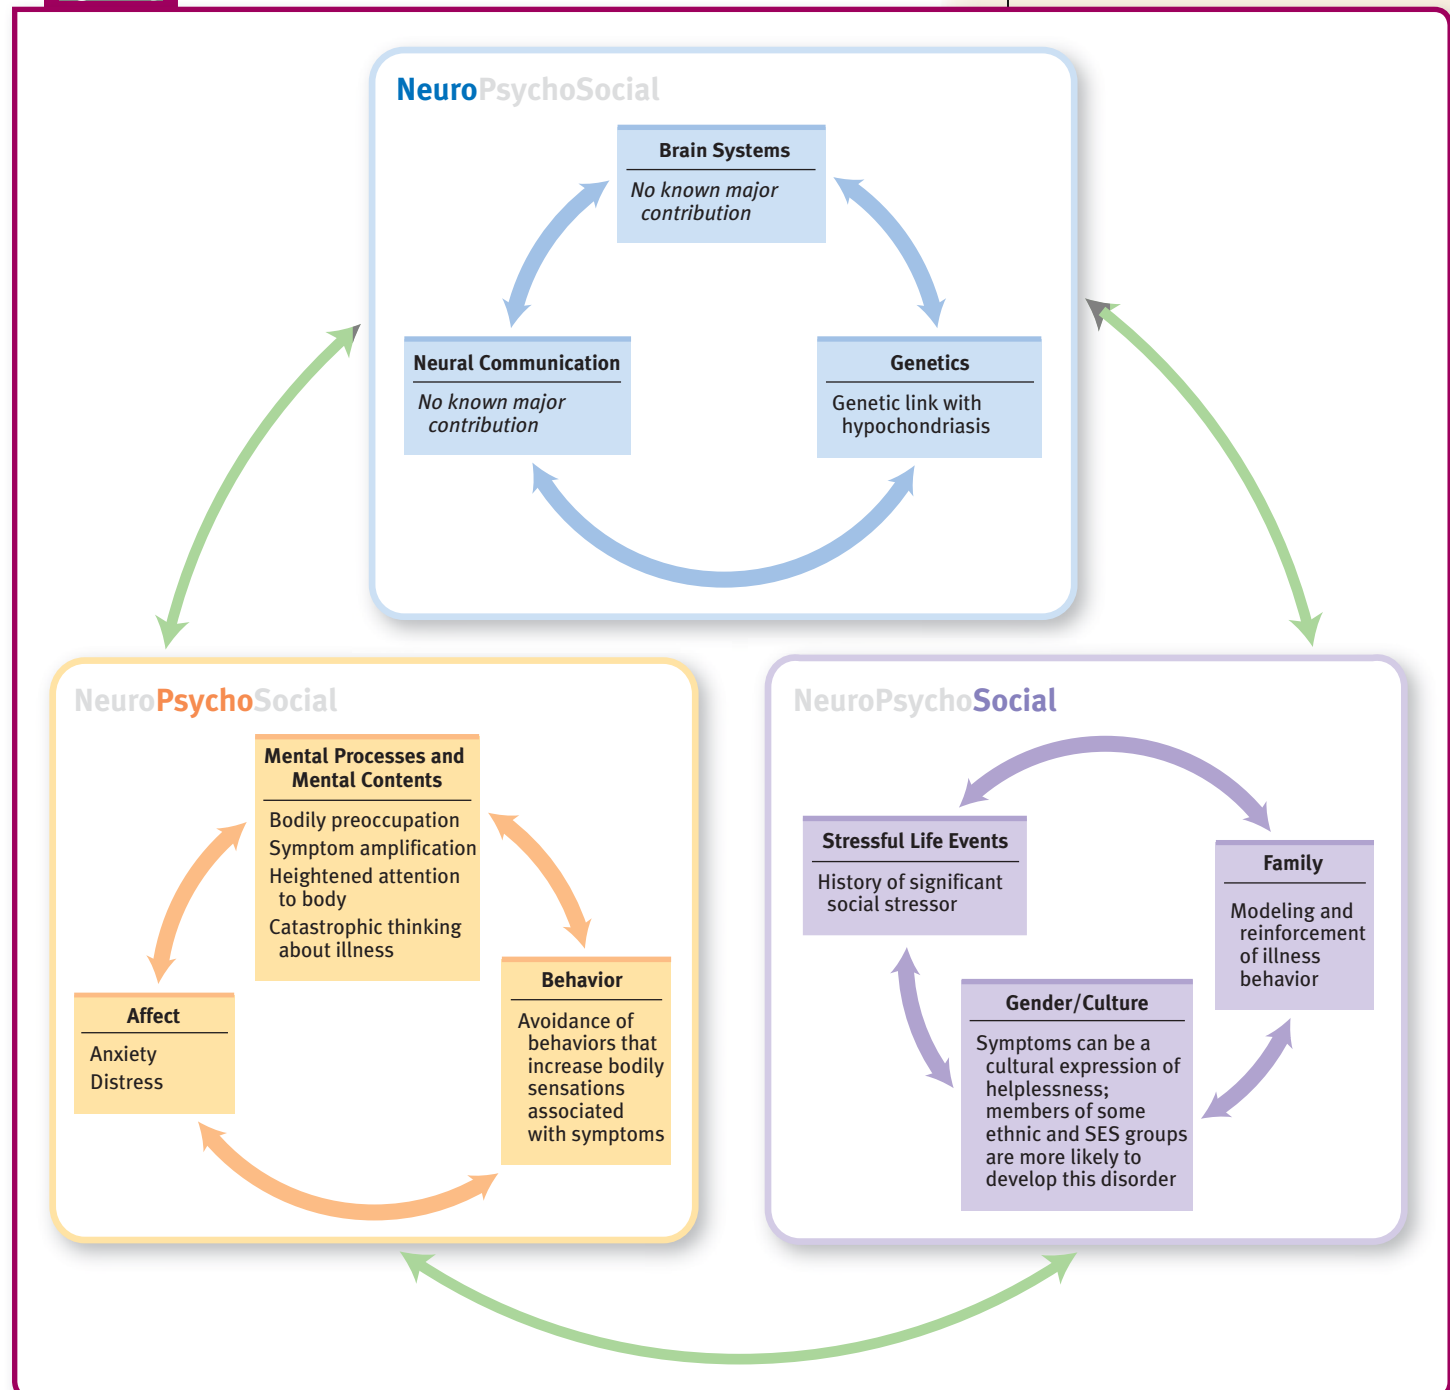 NeuroPsychoSocial
Brain Systems
No known major
contribution
Neural Communication
No known major
contribution
Genetics
Genetic link with
hypochondriasis
NeuroPsychoSocial
Mental Processes and
Mental Contents
Bodily preoccupation
Symptom amplification
Heightened attention
to body
Catastrophic thinking
about illness
Affect
Anxiety
Distress
Behavior
Avoidance of
behaviors that
increase bodily
sensations
associated
with symptoms
NeuroPsychoSocial
Stressful Life Events
History of significant
social stressor
Family
Modeling and
reinforcement
of illness
behavior
Gender/Culture
Symptoms can be a
cultural expression of
helplessness;
members of some
ethnic and SES groups
are more likely to
develop this disorder